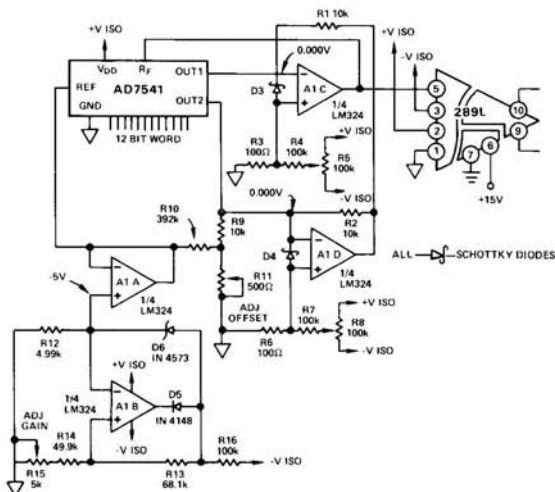 R1 10k
+V ISO
0.000V
+V ISO
-V ISO
VDD
RF
OUT1
REF
AD7541
OUT2
GND
12 BIT WORD
D3
A1 C
1/4
LM324
5
3
2
1
289L
10
9
7
6
+15V
R3
100Ω
R4
100k
+V ISO
R5
100k
-V ISO
0.000V
R10
392k
R9
10k
R2
10k
D4
A1 D
1/4
LM324
ALL
SCHOTTKY DIODES
A1 A
-5V
1/4
LM324
R11
500Ω
ADJ
OFFSET
R7
100k
+V ISO
R8
100k
-V ISO
R6
100Ω
R12
4.99k
D6
IN 4573
1/4
LM324
+V ISO
A1 B
D5
IN 4148
-V ISO
ADJ
GAIN
R14
49.9k
R15
5k
R13
68.1k
R16
100k
-V ISO